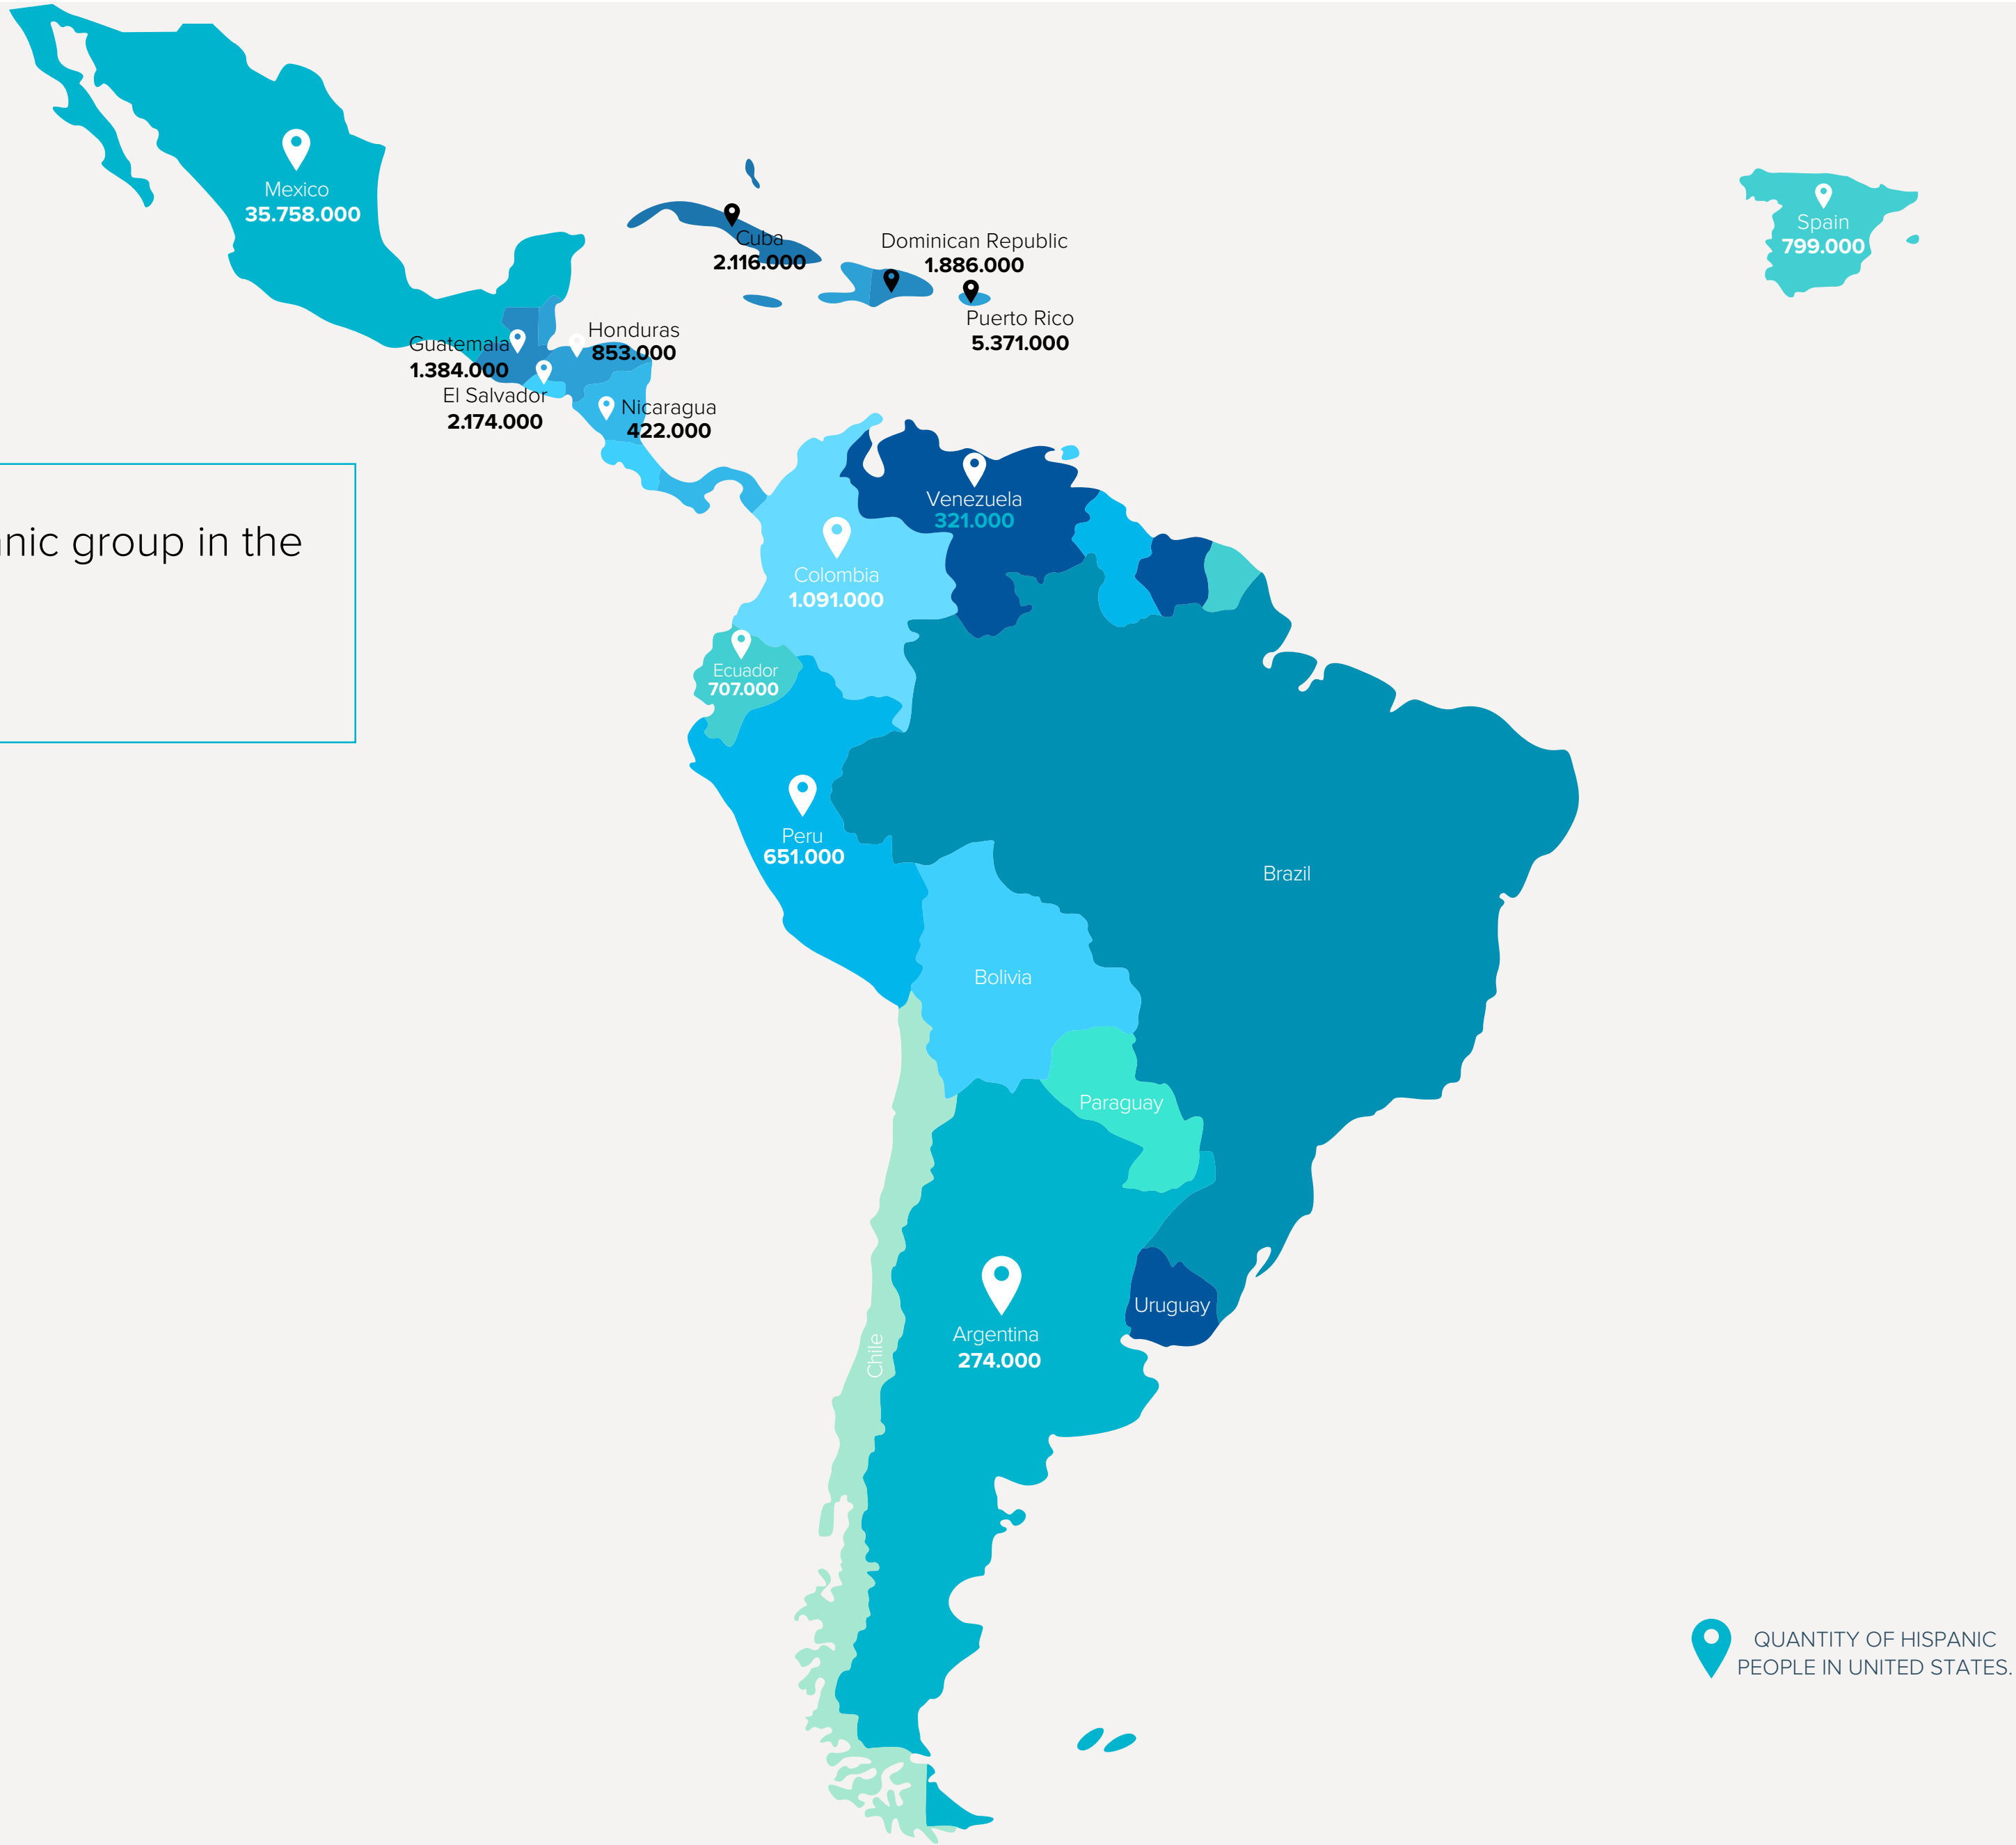 Mexico
35.758.000
Cuba
2.116.000
Dominican Republic
1.886.000
Puerto Rico
5.371.000
Spain
799.000
Guatemala
1.384.000
Honduras
853.000
El Salvador
2.174.000
Nicaragua
422.000
group in the
Venezuela
321.000
Colombia
1.091.000
Ecuador
707.000
Peru
651.000
Brazil
Bolivia
Paraguay
Uruguay
Argentina
274.000
Chile
QUANTITY OF HISPANIC
PEOPLE IN UNITED STATES.